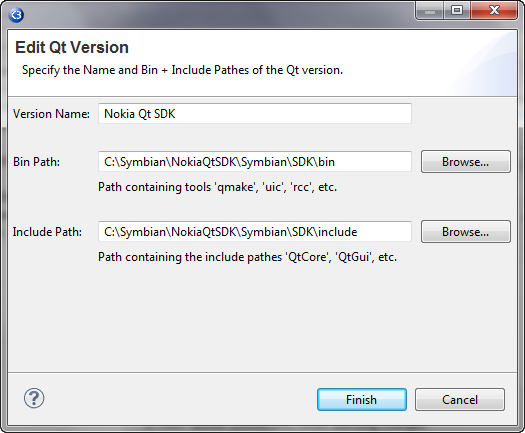 Edit Qt Version
Specify the Name and Bin + Include Pathes of the Qt version.
Version Name: Nokia Qt SDK
Bin Path: C:\Symbian\NokiaQtSDK\Symbian\SDK\bin Browse...
Path containing tools 'qmake', 'uic', 'rcc', etc.
Include Path: C:\Symbian\NokiaQtSDK\Symbian\SDK\include Browse...
Path containing the include pathes 'QtCore', 'QtGui', etc.
? Finish Cancel